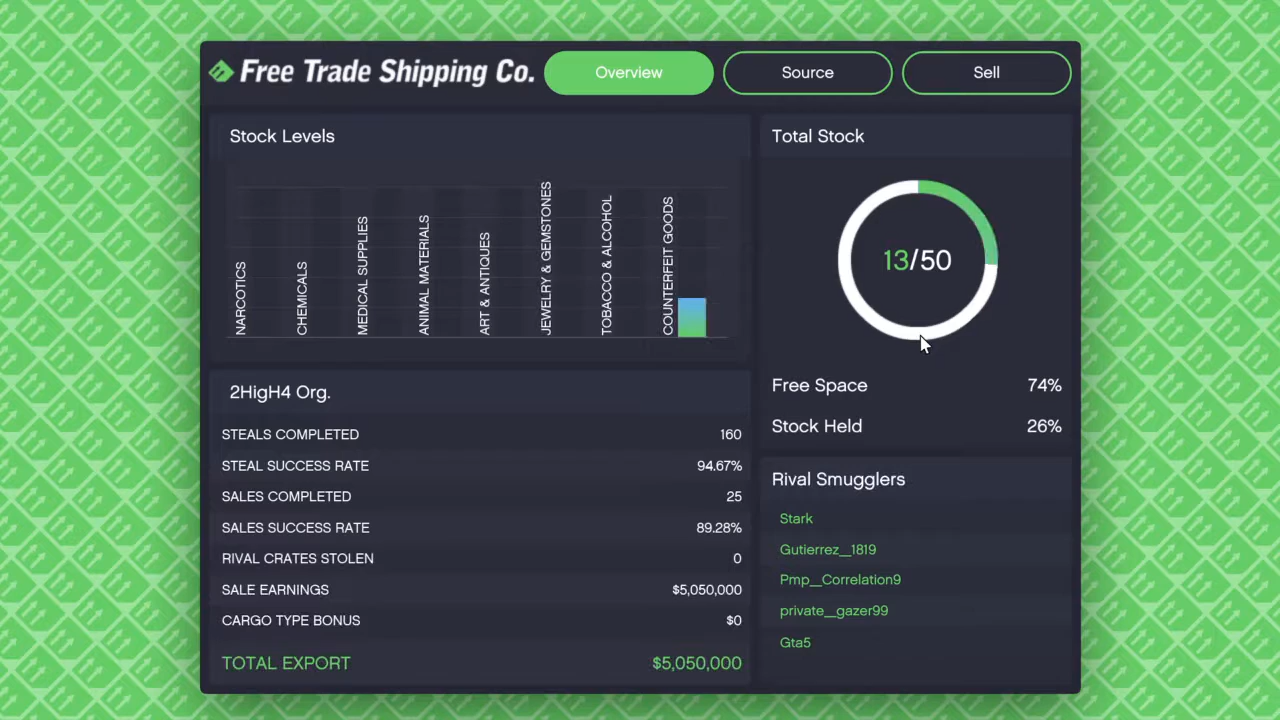 Free Trade Shipping Co.
Overview
Source
Sell
Stock Levels
NARCOTICS
CHEMICALS
MEDICAL SUPPLIES
ANIMAL MATERIALS
ART & ANTIQUES
JEWELRY & GEMSTONES
TOBACCO & ALCOHOL
COUNTERFEIT GOODS
Total Stock
13/50
Free Space 74%
Stock Held 26%
2HigH4 Org.
STEALS COMPLETED 160
STEAL SUCCESS RATE 94.67%
SALES COMPLETED 25
SALES SUCCESS RATE 89.28%
RIVAL CRATES STOLEN 0
SALE EARNINGS $5,050,000
CARGO TYPE BONUS $0
TOTAL EXPORT $5,050,000
Rival Smugglers
Stark
Gutierrez__1819
Pmp__Correlation9
private__gazer99
Gta5